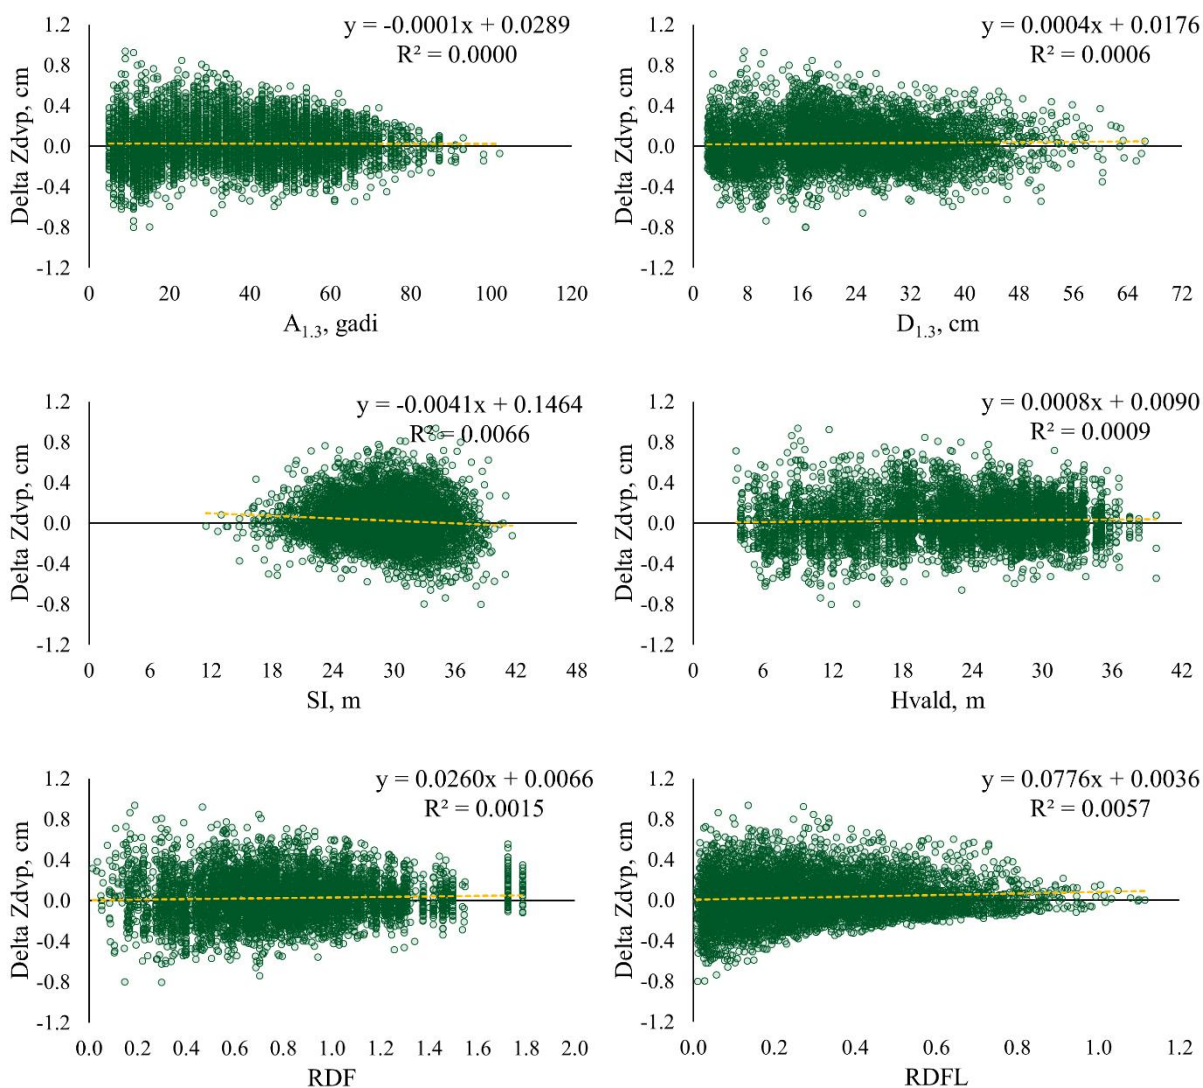 y = -0.0001x + 0.0289
R² = 0.0000
1.2
0.8
0.4
0.0
-0.4
-0.8
-1.2
Delta Zdvp, cm
0 20 40 60 80 100 120
A1.3, gadi
y = 0.0004x + 0.0176
R² = 0.0006
1.2
0.8
0.4
0.0
-0.4
-0.8
-1.2
Delta Zdvp, cm
0 8 16 24 32 40 48 56 64 72
D1.3, cm
y = -0.0041x + 0.1464
R² = 0.0066
1.2
0.8
0.4
0.0
-0.4
-0.8
-1.2
Delta Zdvp, cm
0 6 12 18 24 30 36 42 48
SI, m
y = 0.0008x + 0.0090
R² = 0.0009
1.2
0.8
0.4
0.0
-0.4
-0.8
-1.2
Delta Zdvp, cm
0 6 12 18 24 30 36 42
Hvald, m
y = 0.0260x + 0.0066
R² = 0.0015
1.2
0.8
0.4
0.0
-0.4
-0.8
-1.2
Delta Zdvp, cm
0.0 0.2 0.4 0.6 0.8 1.0 1.2 1.4 1.6 1.8 2.0
RDF
y = 0.0776x + 0.0036
R² = 0.0057
1.2
0.8
0.4
0.0
-0.4
-0.8
-1.2
Delta Zdvp, cm
0.0 0.2 0.4 0.6 0.8 1.0 1.2
RDFL